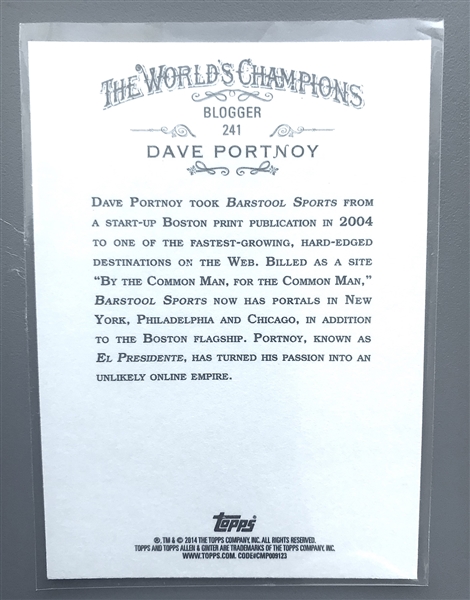 THE WORLD'S CHAMPIONS
BLOGGER
241
DAVE PORTNOY
DAVE PORTNOY TOOK BARSTOOL SPORTS FROM
A START-UP BOSTON PRINT PUBLICATION IN 2004
TO ONE OF THE FASTEST-GROWING, HARD-EDGED
DESTINATIONS ON THE WEB. BILLED AS A SITE
"BY THE COMMON MAN, FOR THE COMMON MAN,"
BARSTOOL SPORTS NOW HAS PORTALS IN NEW
YORK, PHILADELPHIA AND CHICAGO, IN ADDITION
TO THE BOSTON FLAGSHIP. PORTNOY, KNOWN AS
EL PRESIDENTE, HAS TURNED HIS PASSION INTO AN
UNLIKELY ONLINE EMPIRE.
Topps
®, TM & © 2014 THE TOPPS COMPANY, INC. ALL RIGHTS RESERVED.
TOPPS AND TOPPS ALLEN & GINTER ARE TRADEMARKS OF THE TOPPS COMPANY, INC.
WWW.TOPPS.COM. CODE#CMP009123